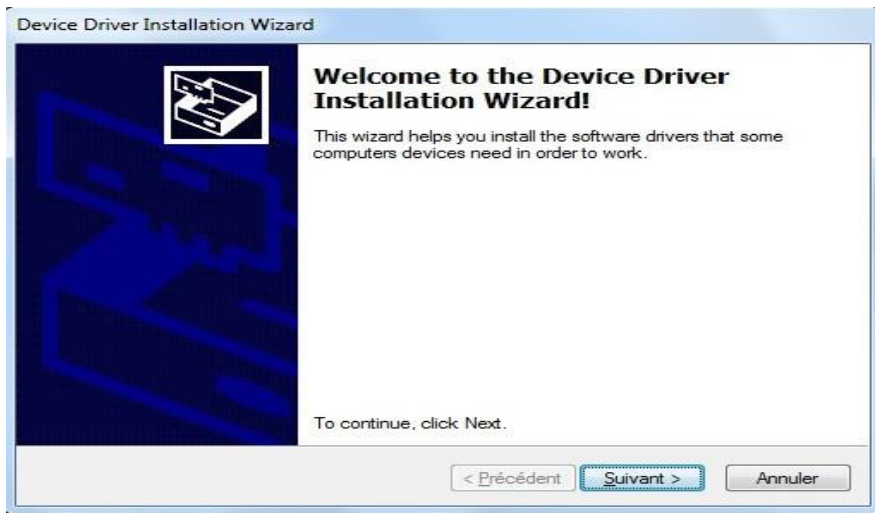 Device Driver Installation Wizard
Welcome to the Device Driver
Installation Wizard!
This wizard helps you install the software drivers that some
computers devices need in order to work.
To continue, click Next.
< Précédent
Suivant >
Annuler